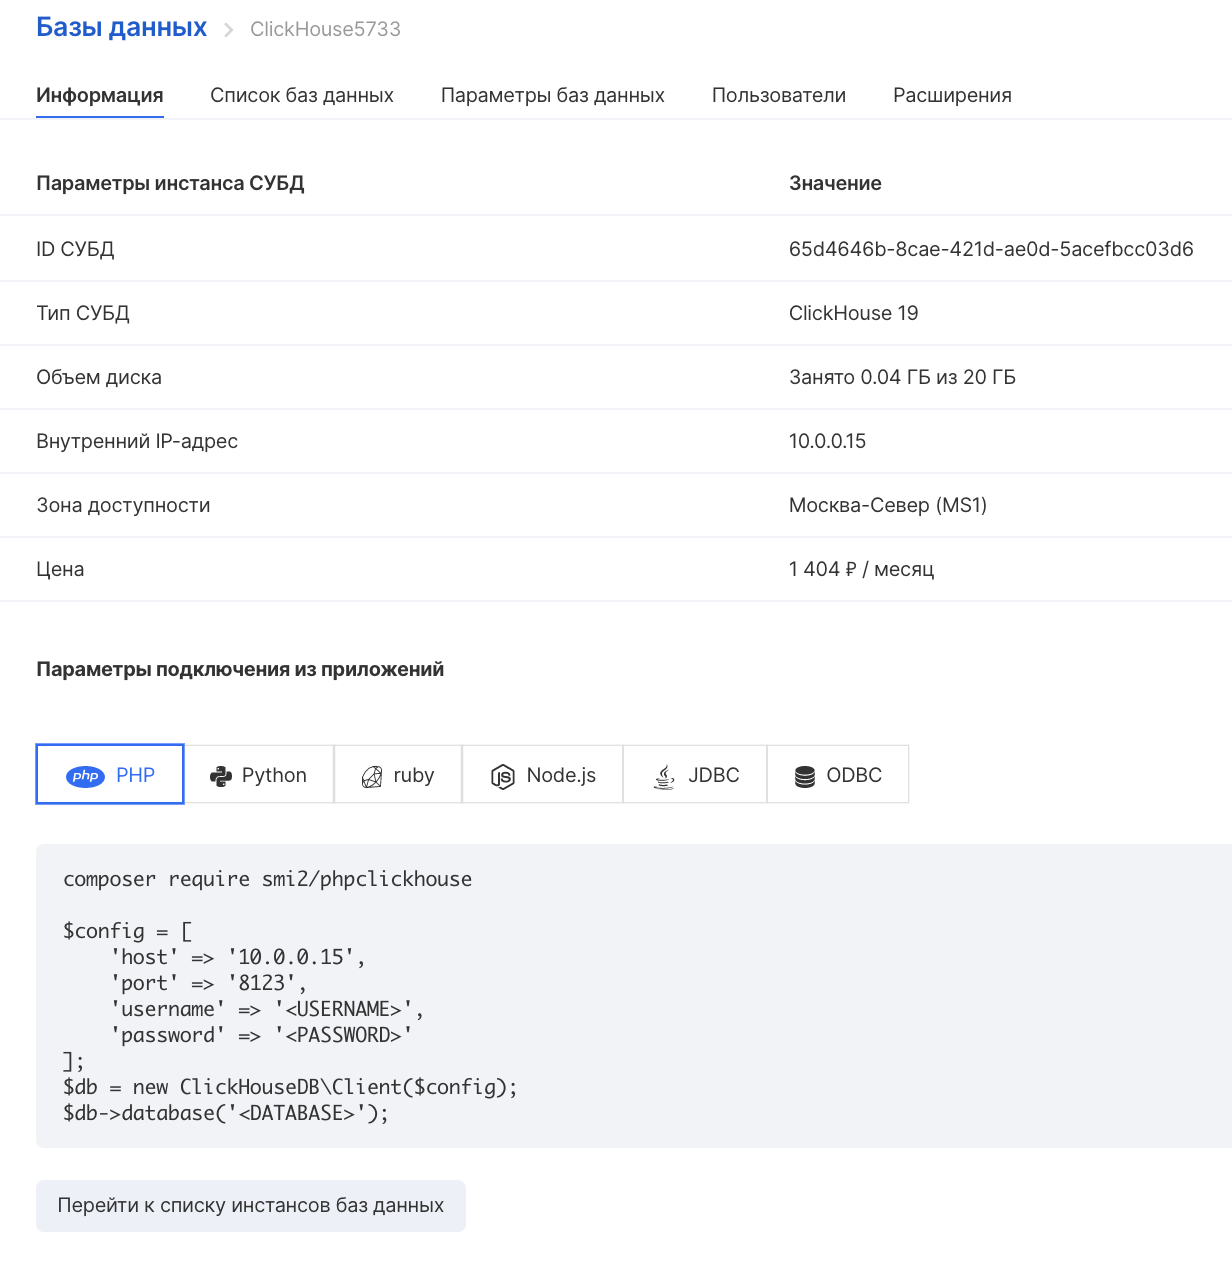 Базы данных > ClickHouse5733
Информация Список баз данных Параметры баз данных Пользователи Расширения
Параметры инстанса СУБД Значение
ID СУБД 65d4646b-8cae-421d-ae0d-5acefbcc03d6
Тип СУБД ClickHouse 19
Объем диска Занято 0.04 ГБ из 20 ГБ
Внутренний IP-адрес 10.0.0.15
Зона доступности Москва-Север (MS1)
Цена 1 404 ₽ / месяц
Параметры подключения из приложений
php PHP Python ruby JS Node.js JDBC ODBC
composer require smi2/phpclickhouse
$config = [
    'host' => '10.0.0.15',
    'port' => '8123',
    'username' => '<USERNAME>',
    'password' => '<PASSWORD>'
];
$db = new ClickHouseDB\Client($config);
$db->database('<DATABASE>');
Перейти к списку инстансов баз данных